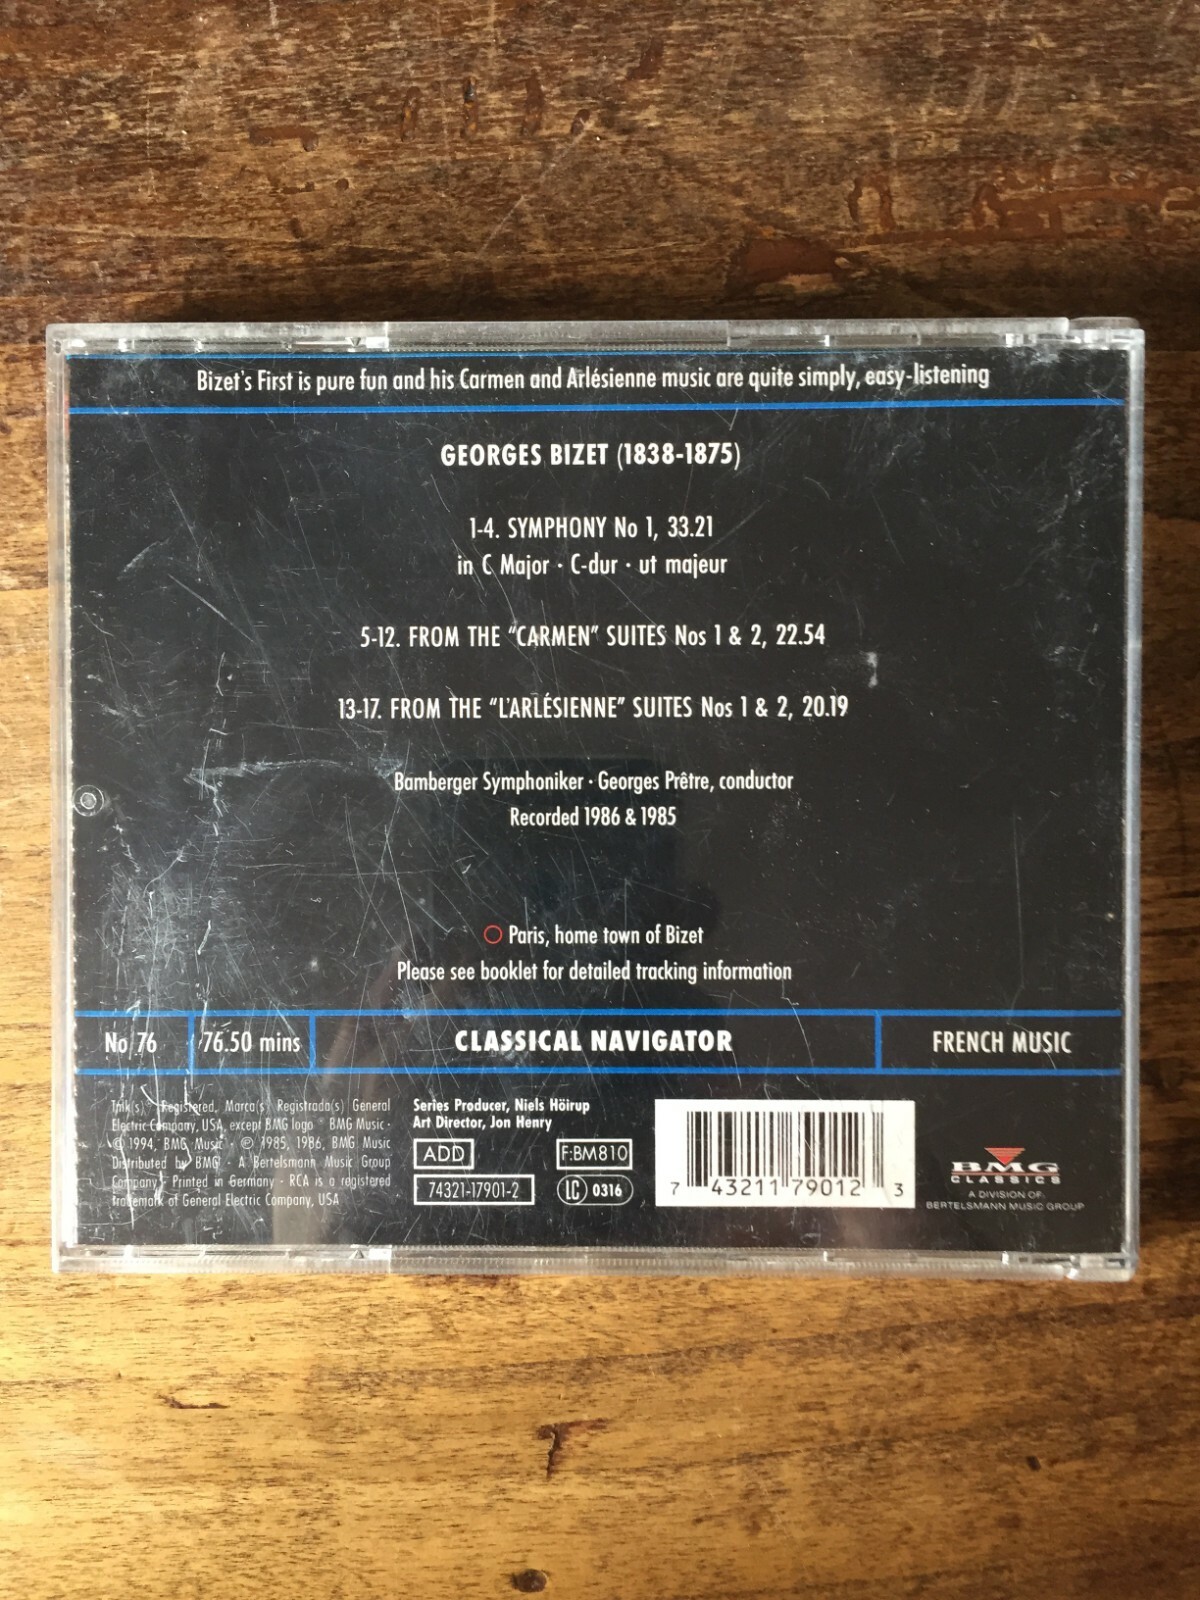 Bizet's First is pure fun and his Carmen and Arlésienne music are quite simply, easy-listening
GEORGES BIZET (1838-1875)
1-4. SYMPHONY No 1, 33.21
in C Major · C-dur · ut majeur
5-12. FROM THE "CARMEN" SUITES Nos 1 & 2, 22.54
13-17. FROM THE "L'ARLÉSIENNE" SUITES Nos 1 & 2, 20.19
Bamberger Symphoniker · Georges Prêtre, conductor
Recorded 1986 & 1985
Paris, home town of Bizet
Please see booklet for detailed tracking information
No 76
76.50 mins
CLASSICAL NAVIGATOR
FRENCH MUSIC
Tmk(s) Registered, Marca(s) Registrada(s) General
Electric Company, USA, except BMG logo ® BMG Music ·
© 1994, BMG Music · ℗ 1985, 1986, BMG Music
Distributed by BMG · A Bertelsmann Music Group
Company · Printed in Germany · RCA is a registered
trademark of General Electric Company, USA
Series Producer, Niels Höirup
Art Director, Jon Henry
ADD
F:BM810
74321-17901-2
LC 0316
7 43211 79012 3
BMG
CLASSICS
A DIVISION OF
BERTELSMANN MUSIC GROUP